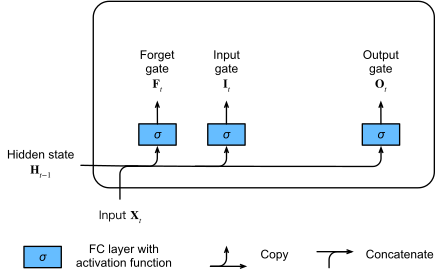 Forget gate F_t
Input gate I_t
Output gate O_t
σ σ σ
Hidden state
H_{t−1}
Input X_t
σ
FC layer with
activation function
Copy
Concatenate